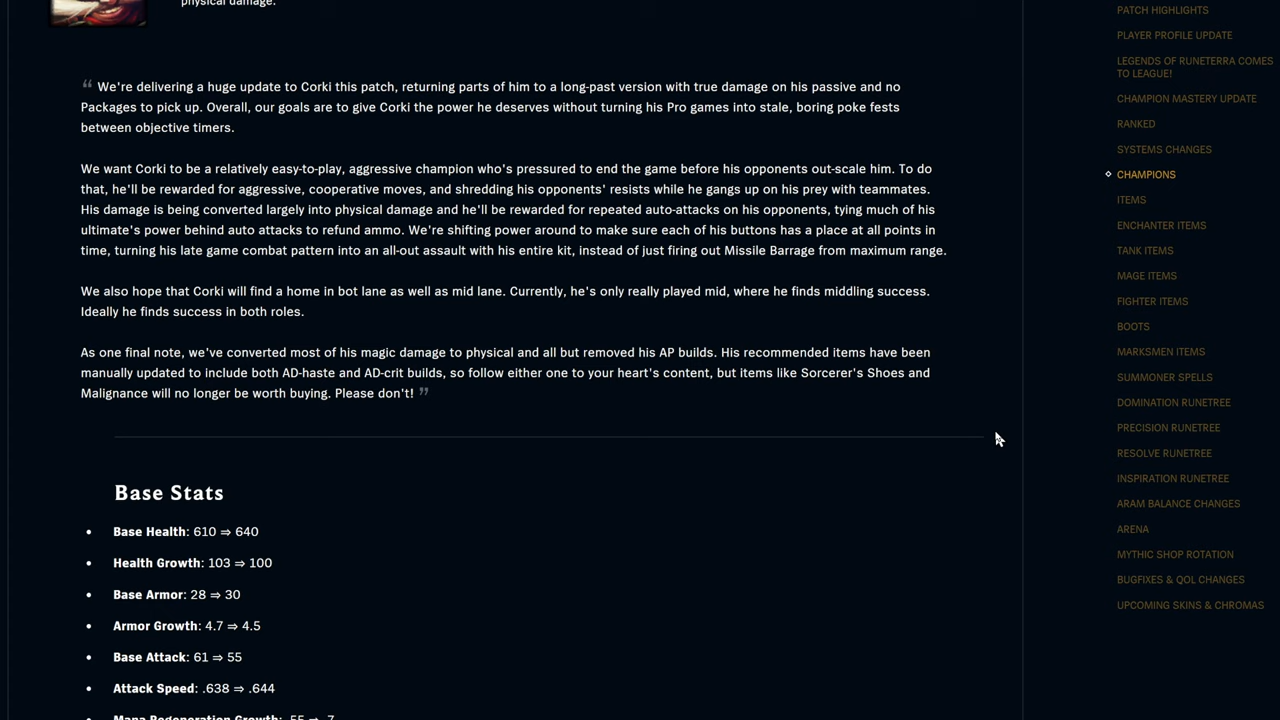 physical damage.
“ We're delivering a huge update to Corki this patch, returning parts of him to a long-past version with true damage on his passive and no
Packages to pick up. Overall, our goals are to give Corki the power he deserves without turning his Pro games into stale, boring poke fests
between objective timers.
We want Corki to be a relatively easy-to-play, aggressive champion who's pressured to end the game before his opponents out-scale him. To do
that, he'll be rewarded for aggressive, cooperative moves, and shredding his opponents' resists while he gangs up on his prey with teammates.
His damage is being converted largely into physical damage and he'll be rewarded for repeated auto-attacks on his opponents, tying much of his
ultimate's power behind auto attacks to refund ammo. We're shifting power around to make sure each of his buttons has a place at all points in
time, turning his late game combat pattern into an all-out assault with his entire kit, instead of just firing out Missile Barrage from maximum range.
We also hope that Corki will find a home in bot lane as well as mid lane. Currently, he's only really played mid, where he finds middling success.
Ideally he finds success in both roles.
As one final note, we've converted most of his magic damage to physical and all but removed his AP builds. His recommended items have been
manually updated to include both AD-haste and AD-crit builds, so follow either one to your heart's content, but items like Sorcerer's Shoes and
Malignance will no longer be worth buying. Please don't! ”
Base Stats
• Base Health: 610 ⇒ 640
• Health Growth: 103 ⇒ 100
• Base Armor: 28 ⇒ 30
• Armor Growth: 4.7 ⇒ 4.5
• Base Attack: 61 ⇒ 55
• Attack Speed: .638 ⇒ .644
Mana Regeneration Growth: .55 ⇒ .7
PATCH HIGHLIGHTS
PLAYER PROFILE UPDATE
LEGENDS OF RUNETERRA COMES
TO LEAGUE!
CHAMPION MASTERY UPDATE
RANKED
SYSTEMS CHANGES
CHAMPIONS
ITEMS
ENCHANTER ITEMS
TANK ITEMS
MAGE ITEMS
FIGHTER ITEMS
BOOTS
MARKSMEN ITEMS
SUMMONER SPELLS
DOMINATION RUNETREE
PRECISION RUNETREE
RESOLVE RUNETREE
INSPIRATION RUNETREE
ARAM BALANCE CHANGES
ARENA
MYTHIC SHOP ROTATION
BUGFIXES & QOL CHANGES
UPCOMING SKINS & CHROMAS